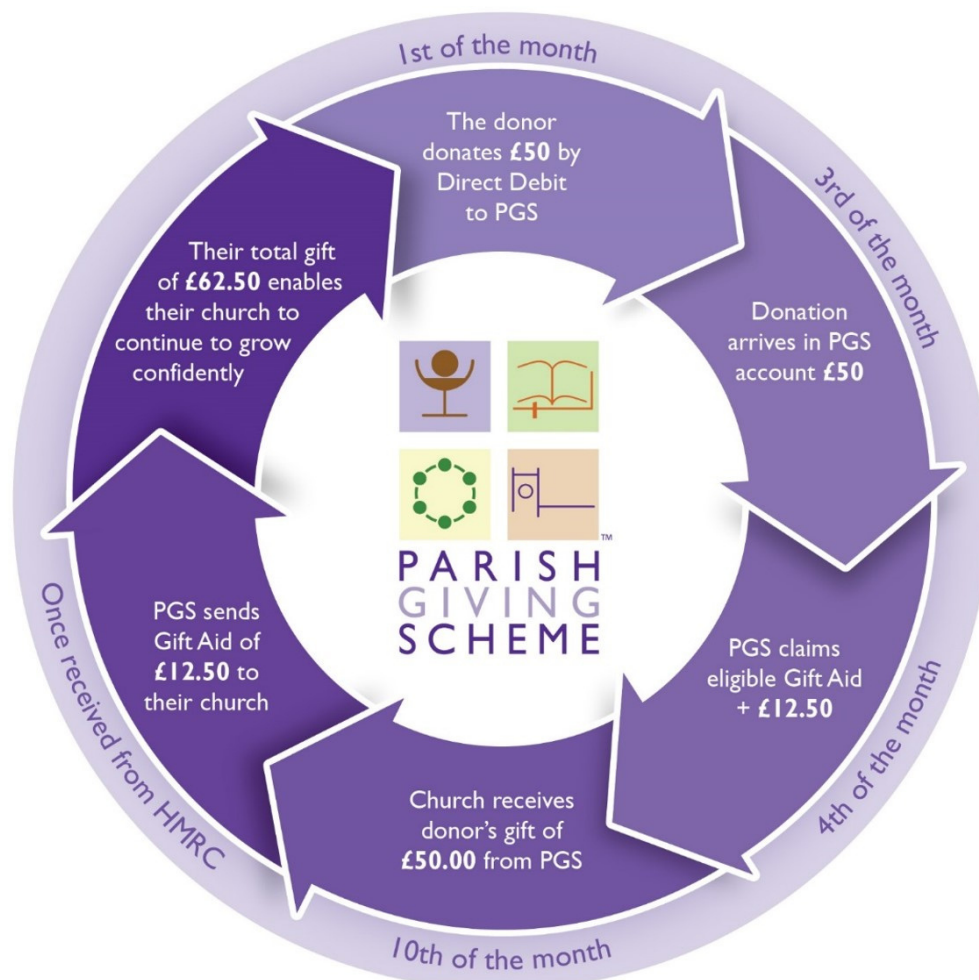 1st of the month
The donor
donates £50 by
Direct Debit
to PGS
3rd of the month
Donation
arrives in PGS
account £50
4th of the month
PGS claims
eligible Gift Aid
+ £12.50
10th of the month
Church receives
donor's gift of
£50.00 from PGS
Once received from HMRC
PGS sends
Gift Aid of
£12.50 to
their church
Their total gift
of £62.50 enables
their church to
continue to grow
confidently
TM
PARISH
GIVING
SCHEME